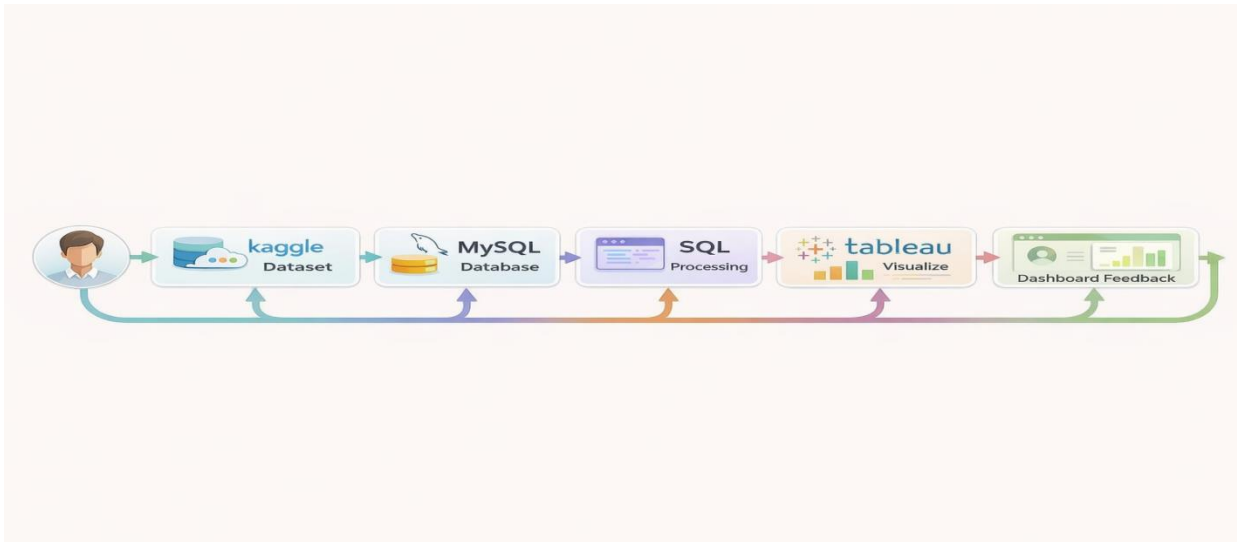 kaggle
Dataset
MySQL
Database
SQL
Processing
tableau
Visualize
Dashboard Feedback